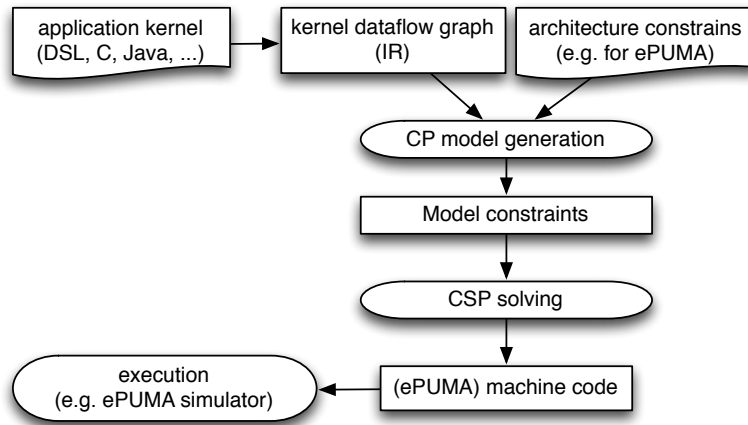 application kernel
(DSL, C, Java, ...)
kernel dataflow graph
(IR)
architecture constrains
(e.g. for ePUMA)
CP model generation
Model constraints
CSP solving
(ePUMA) machine code
execution
(e.g. ePUMA simulator)